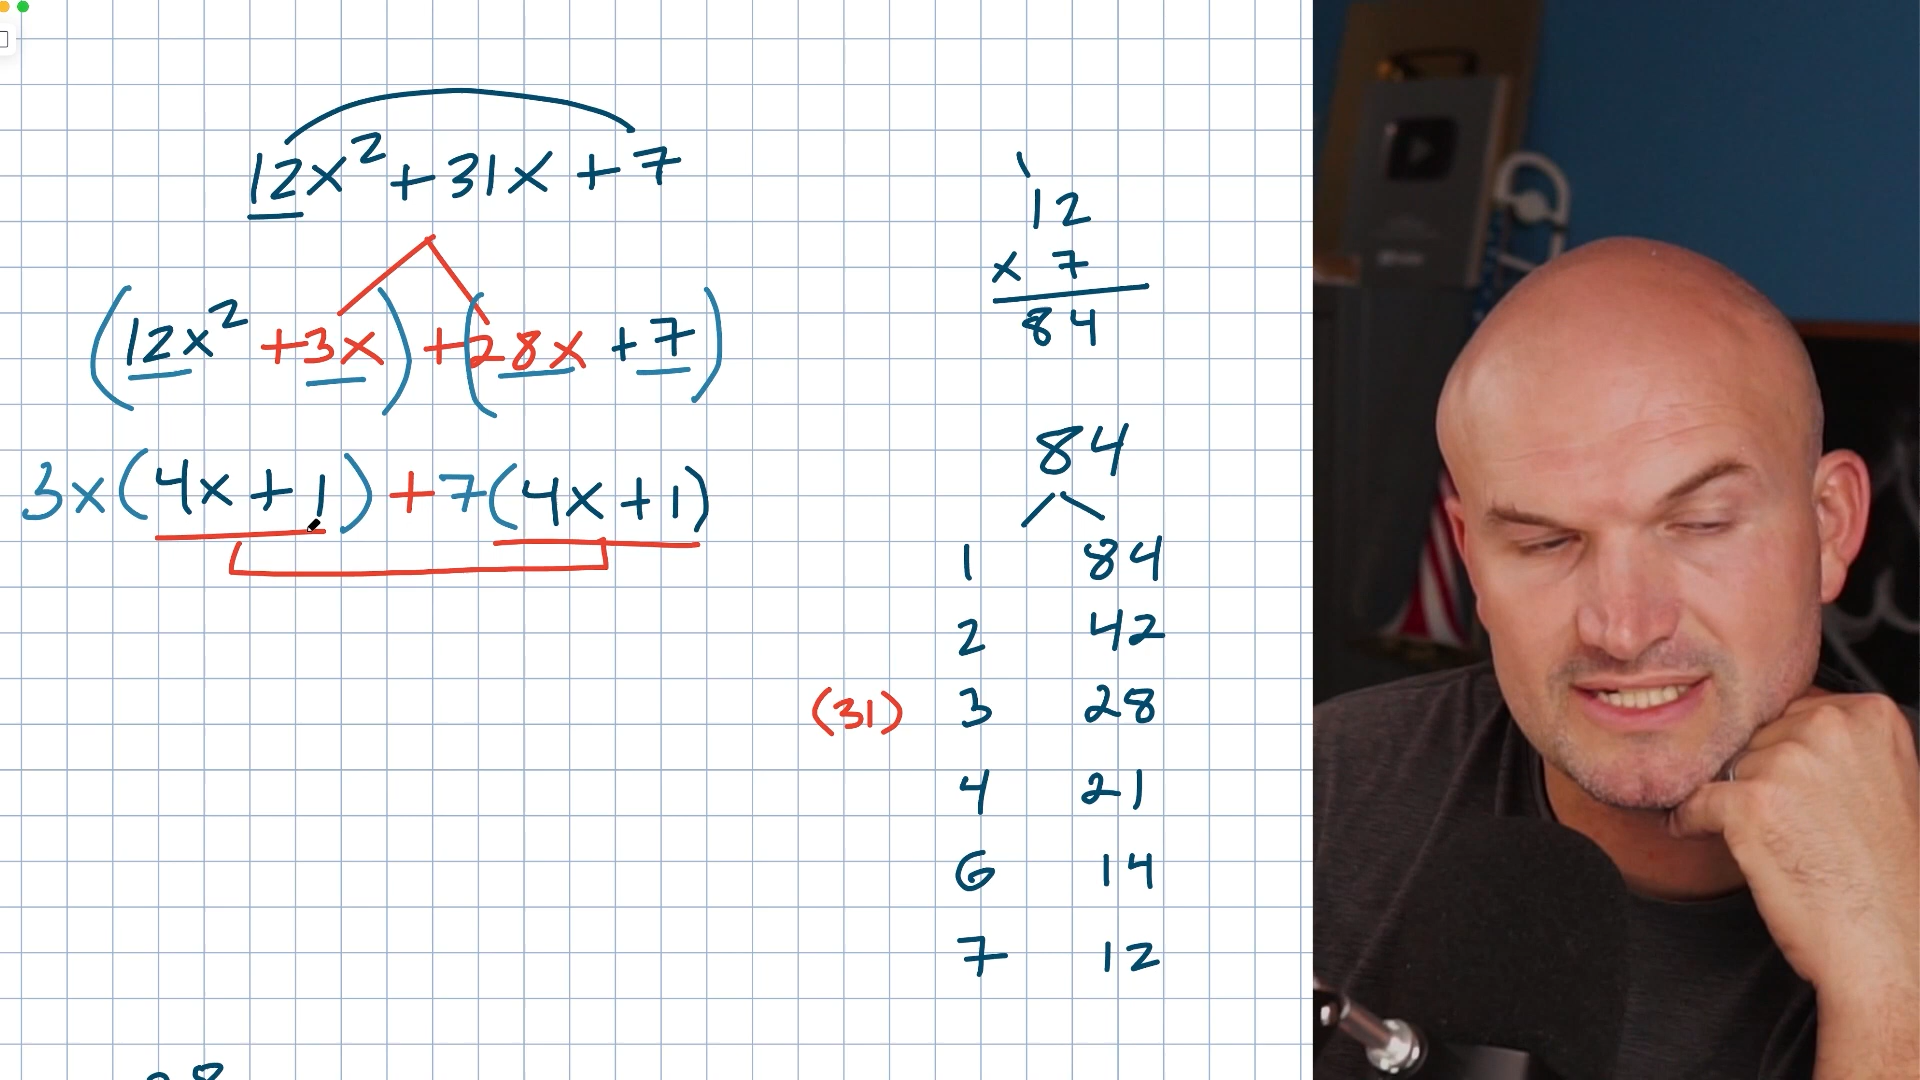 12x² + 31x + 7
(12x² + 3x) + (28x + 7)
3x(4x + 1) + 7(4x + 1)
1
12
x 7
84
84
1 84
2 42
(31) 3 28
4 21
6 14
7 12